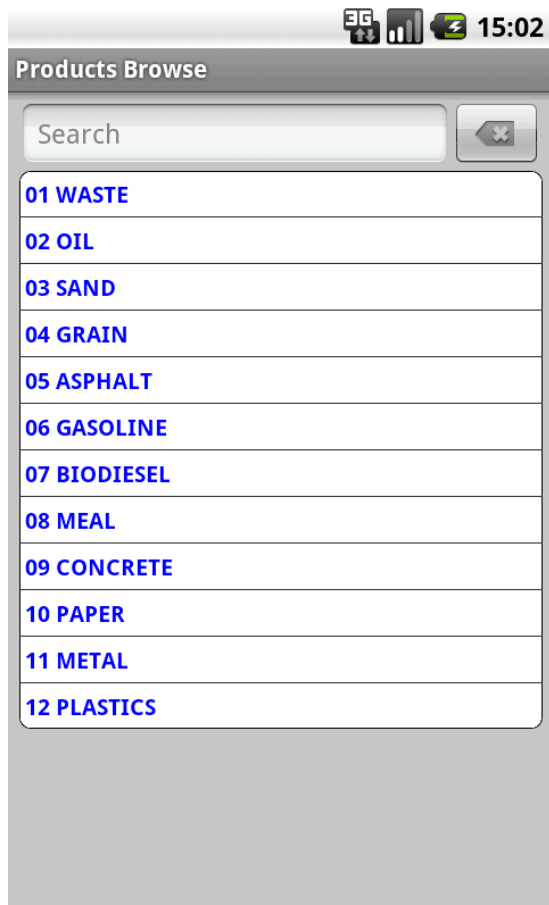 3G 15:02
Products Browse
Search
01 WASTE
02 OIL
03 SAND
04 GRAIN
05 ASPHALT
06 GASOLINE
07 BIODIESEL
08 MEAL
09 CONCRETE
10 PAPER
11 METAL
12 PLASTICS